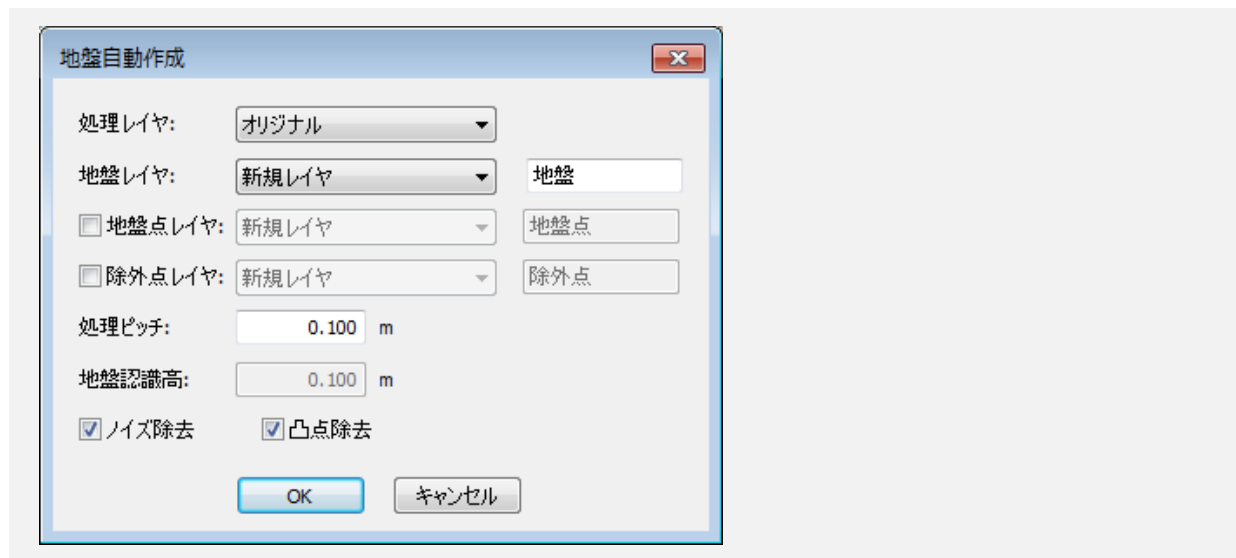 地盤自動作成
処理レイヤ: オリジナル
地盤レイヤ: 新規レイヤ 地盤
地盤点レイヤ: 新規レイヤ 地盤点
除外点レイヤ: 新規レイヤ 除外点
処理ピッチ: 0.100 m
地盤認識高: 0.100 m
ノイズ除去 凸点除去
OK キャンセル